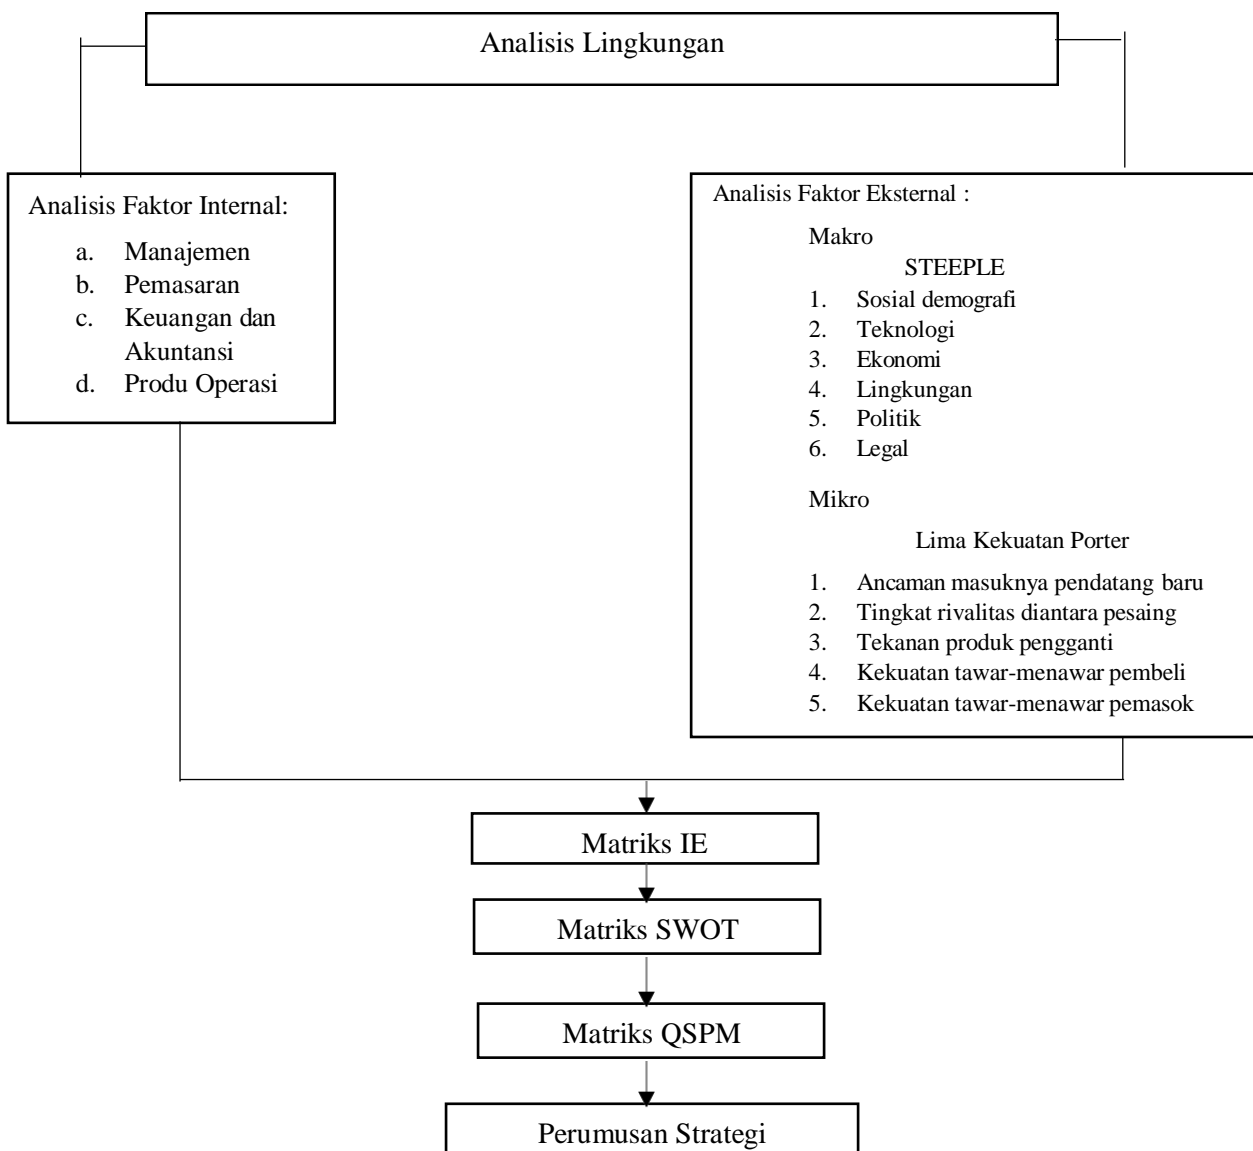 Analisis Lingkungan
Analisis Faktor Internal:
a. Manajemen
b. Pemasaran
c. Keuangan dan
Akuntansi
d. Produ Operasi
Analisis Faktor Eksternal :
Makro
STEEPLE
1. Sosial demografi
2. Teknologi
3. Ekonomi
4. Lingkungan
5. Politik
6. Legal
Mikro
Lima Kekuatan Porter
1. Ancaman masuknya pendatang baru
2. Tingkat rivalitas diantara pesaing
3. Tekanan produk pengganti
4. Kekuatan tawar-menawar pembeli
5. Kekuatan tawar-menawar pemasok
Matriks IE
Matriks SWOT
Matriks QSPM
Perumusan Strategi